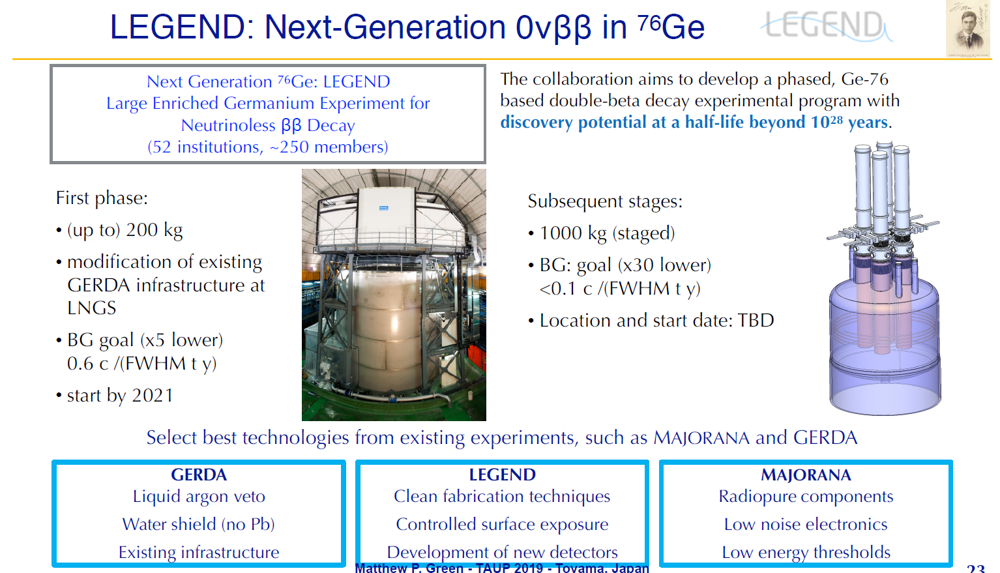 LEGEND: Next-Generation 0νββ in ⁷⁶Ge
LEGEND
Next Generation ⁷⁶Ge: LEGEND
Large Enriched Germanium Experiment for
Neutrinoless ββ Decay
(52 institutions, ~250 members)
The collaboration aims to develop a phased, Ge-76
based double-beta decay experimental program with
discovery potential at a half-life beyond 10²⁸ years.
First phase:
• (up to) 200 kg
• modification of existing
GERDA infrastructure at
LNGS
• BG goal (x5 lower)
0.6 c /(FWHM t y)
• start by 2021
Subsequent stages:
• 1000 kg (staged)
• BG: goal (x30 lower)
<0.1 c /(FWHM t y)
• Location and start date: TBD
Select best technologies from existing experiments, such as MAJORANA and GERDA
GERDA
Liquid argon veto
Water shield (no Pb)
Existing infrastructure
LEGEND
Clean fabrication techniques
Controlled surface exposure
Development of new detectors
MAJORANA
Radiopure components
Low noise electronics
Low energy thresholds
Matthew P. Green - TAUP 2019 - Toyama, Japan
23